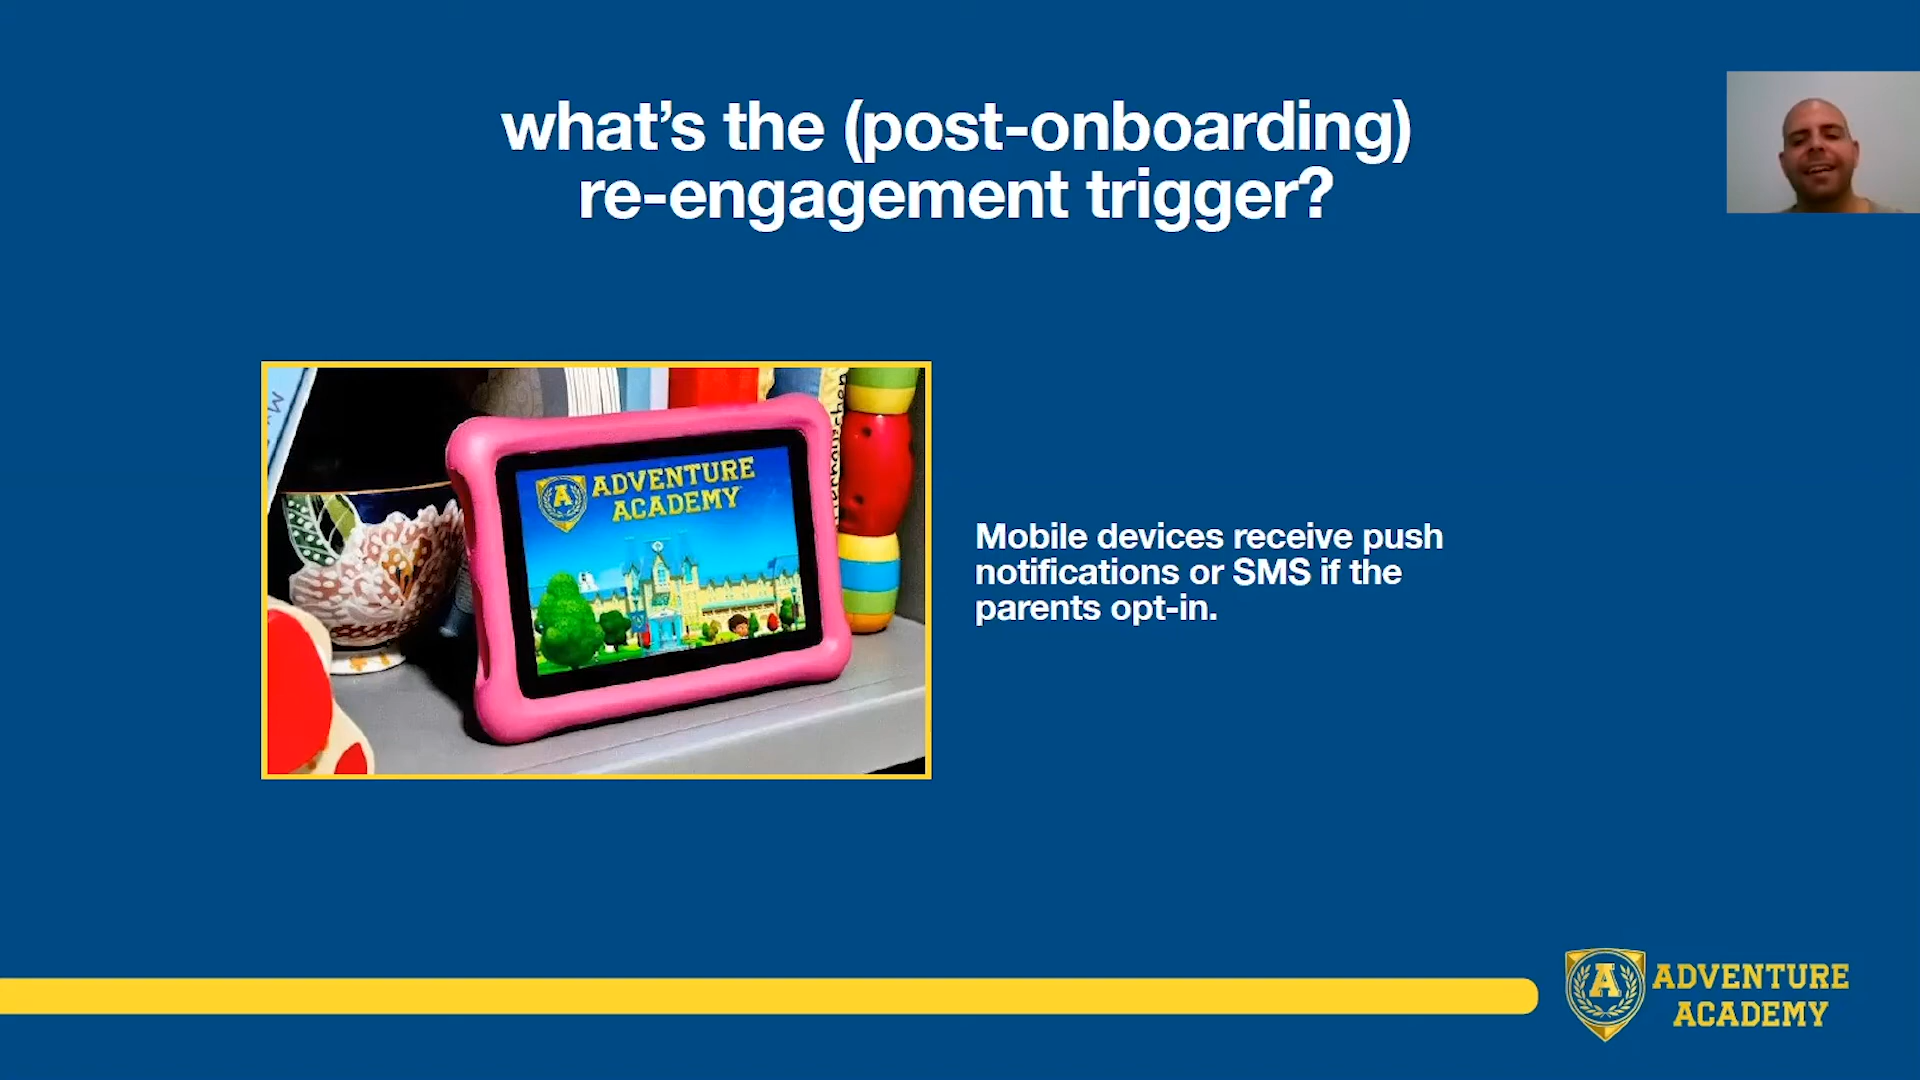 what's the (post-onboarding)
re-engagement trigger?
My
ADVENTURE
ACADEMY
Mobile devices receive push
notifications or SMS if the
parents opt-in.
A
ADVENTURE
ACADEMY